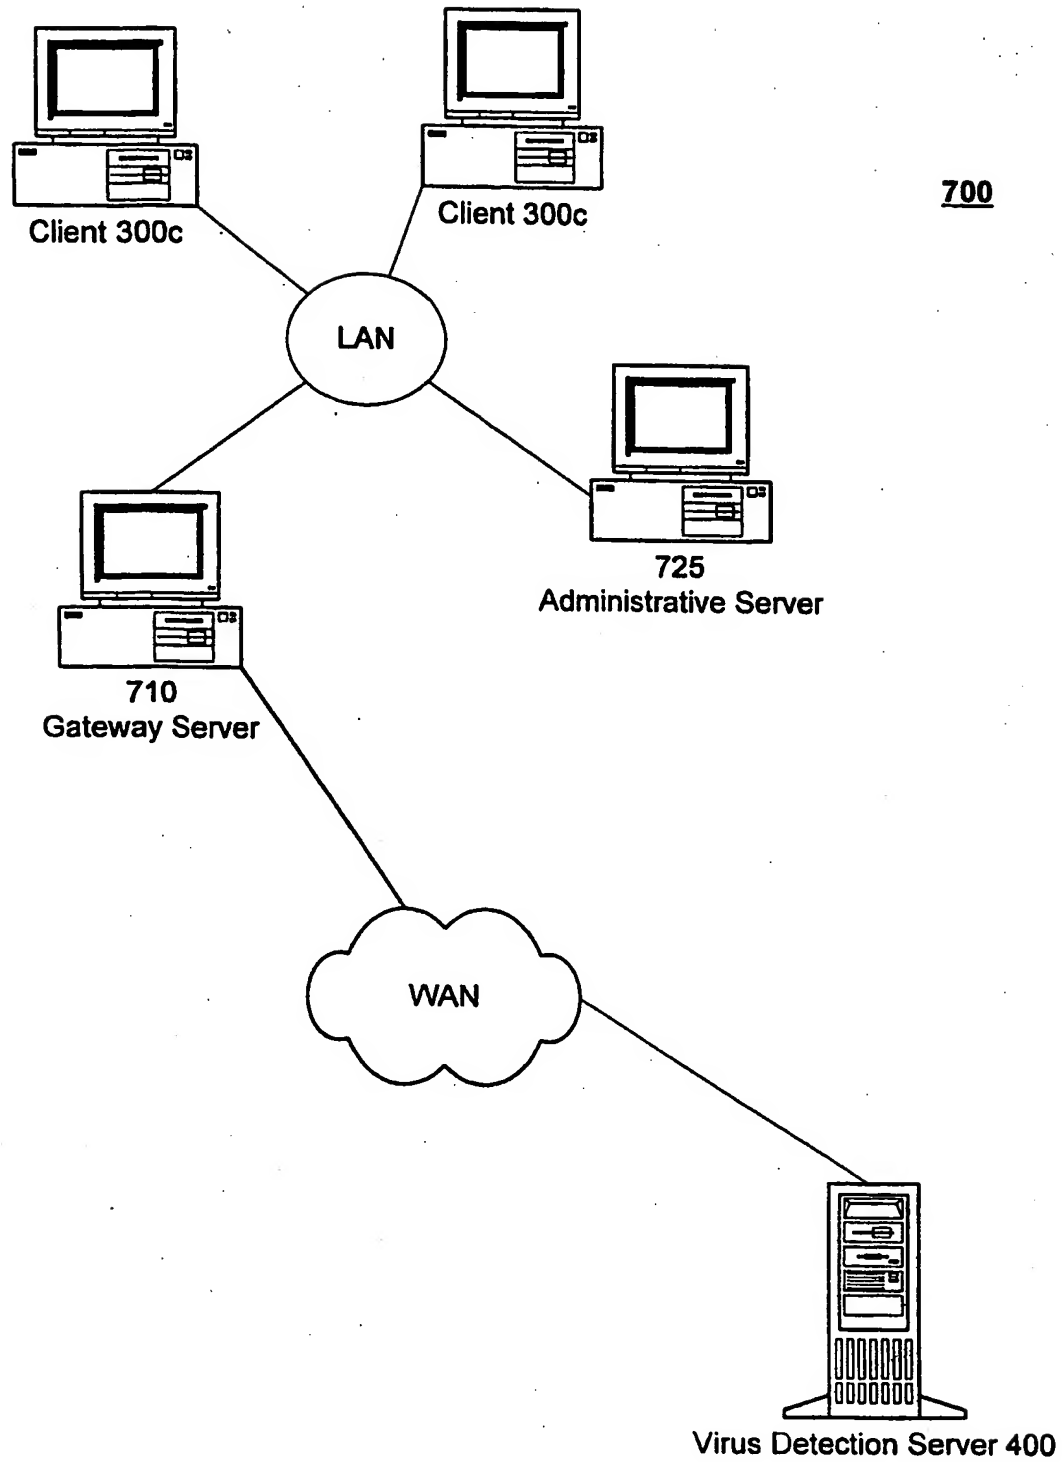 700
Client 300c
Client 300c
LAN
725
Administrative Server
710
Gateway Server
WAN
Virus Detection Server 400